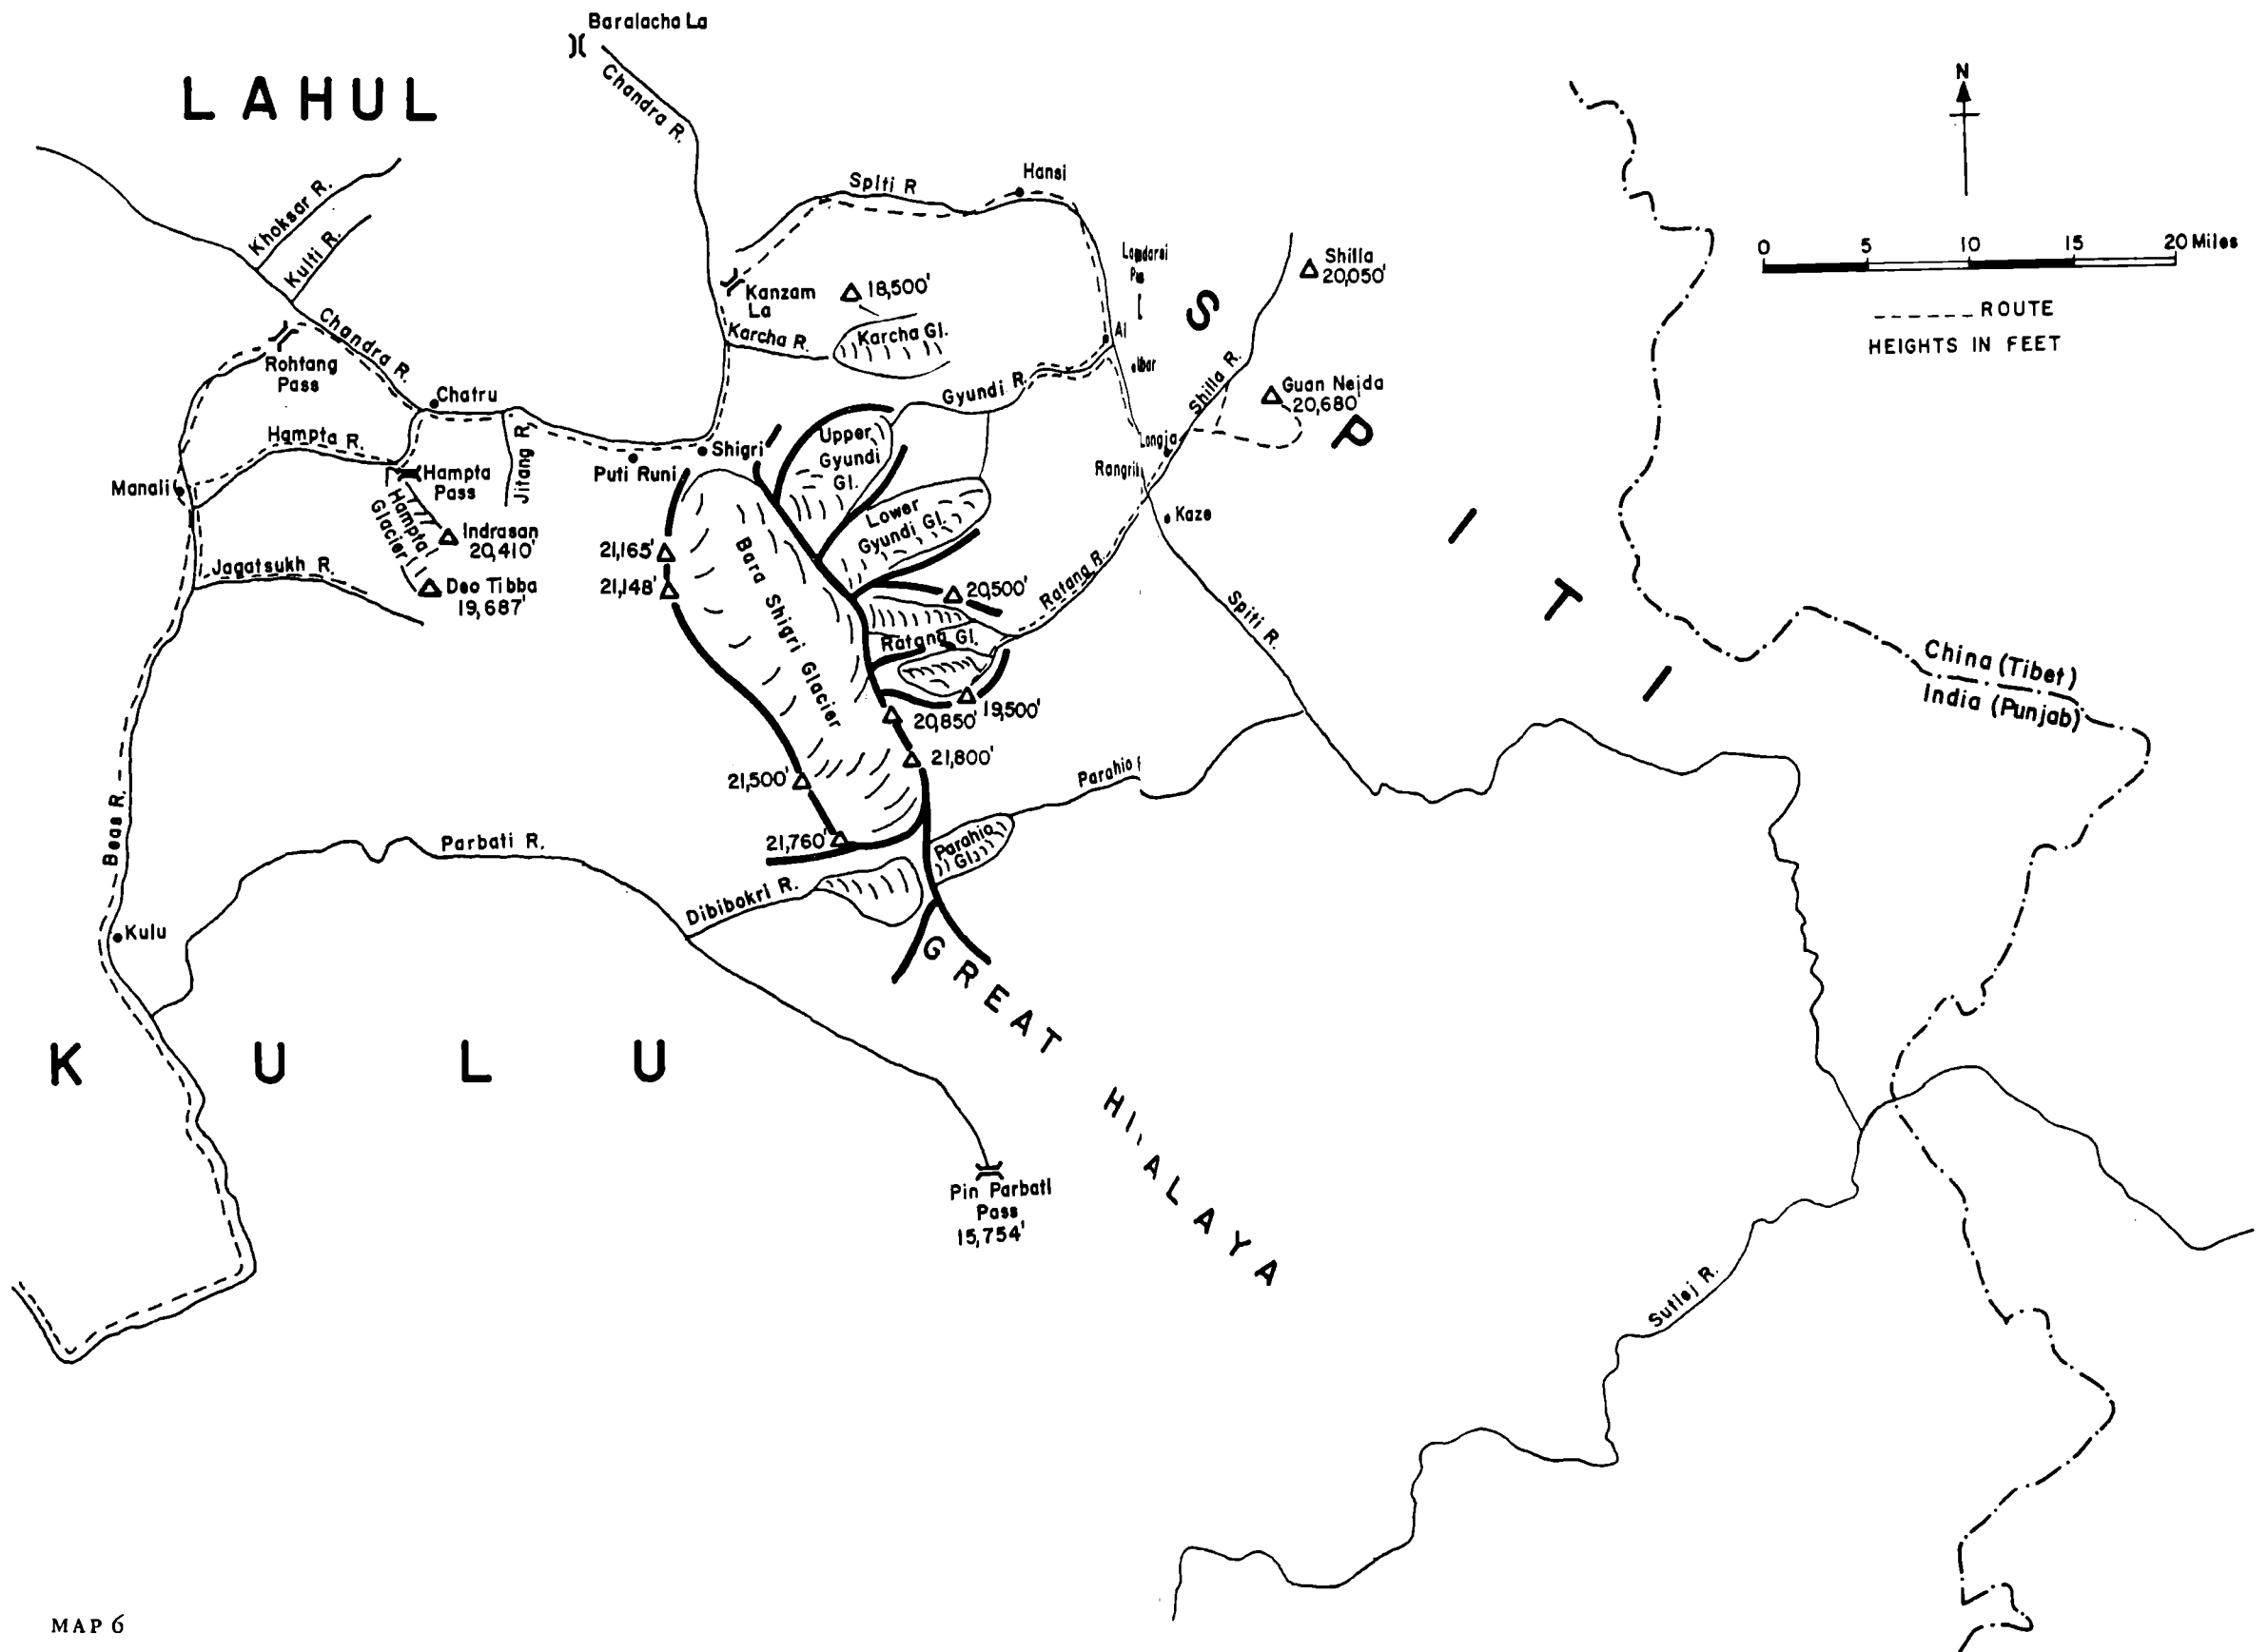 Baralacha La
LAHUL
Chandra R.
N
Khoksar R.
Kulti R.
Spiti R
Hansi
Shilla
20,050'
0 5 10 15 20 Miles
ROUTE
HEIGHTS IN FEET
Kanzam
La
18,500'
Karcha R.
Karcha Gl.
Al
SPITI
Shilla R.
Guan Nejda
20,680'
Chandra R.
Rohtang
Pass
Chatru
Gyundi R.
Hampta R.
Hampta
Pass
Jitang R.
Puti Runi
Shigri
Upper
Gyundi
Gl.
Rangrik
Manali
Hampta
Glacier
Indrasan
20,410'
Lower
Gyundi Gl.
Kaze
Jagatsukh R.
Deo Tibba
19,687'
21,165'
21,148'
Bara Shigri Glacier
20,500'
Ratang R.
Ratang Gl.
Spiti R.
20,850'
19,500'
China (Tibet)
India (Punjab)
21,500'
21,800'
Parahio
Beas R.
Parbati R.
21,760'
Parahio
Gl.
Dibibokri R.
Kulu
GREAT
KULU
Pin Parbati
Pass
15,754'
Sutlej R.
MAP 6